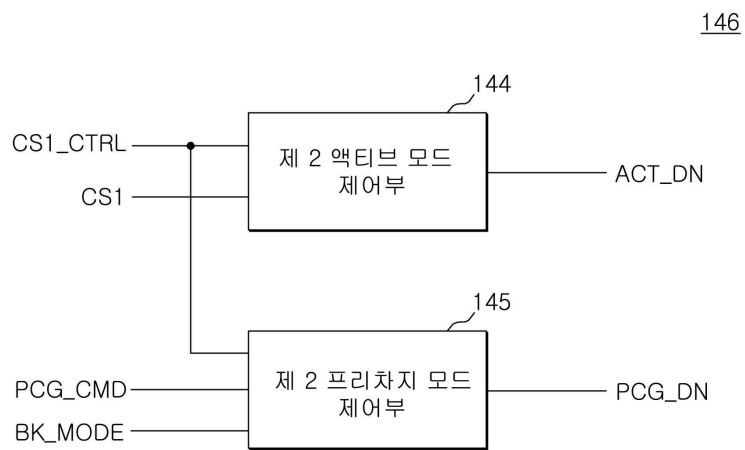 146
144
CS1_CTRL
제 2 액티브 모드
제어부
ACT_DN
CS1
145
제 2 프리차지 모드
제어부
PCG_CMD
PCG_DN
BK_MODE